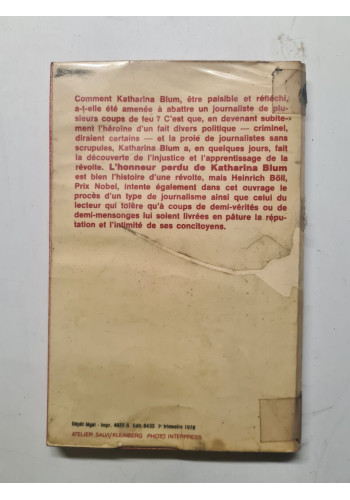 Comment Katharina Blum, être paisible et réfléchi,
a-t-elle été amenée à abattre un journaliste de plu-
sieurs coups de feu ? C'est que, en devenant subite-
ment l'héroïne d'un fait divers politique — criminel,
diraient certains — et la proie de journalistes sans
scrupules, Katharina Blum a, en quelques jours, fait
la découverte de l'injustice et l'apprentissage de la
révolte. L'honneur perdu de Katharina Blum
est bien l'histoire d'une révolte, mais Heinrich Böll,
Prix Nobel, intente également dans cet ouvrage le
procès d'un type de journalisme ainsi que celui du
lecteur qui tolère qu'à coups de demi-vérités ou de
demi-mensonges lui soient livrées en pâture la répu-
tation et l'intimité de ses concitoyens.
Dépôt légal - Impr. Édit. trimestre
ATELIER KLEINBERG PHOTO INTERPRESS